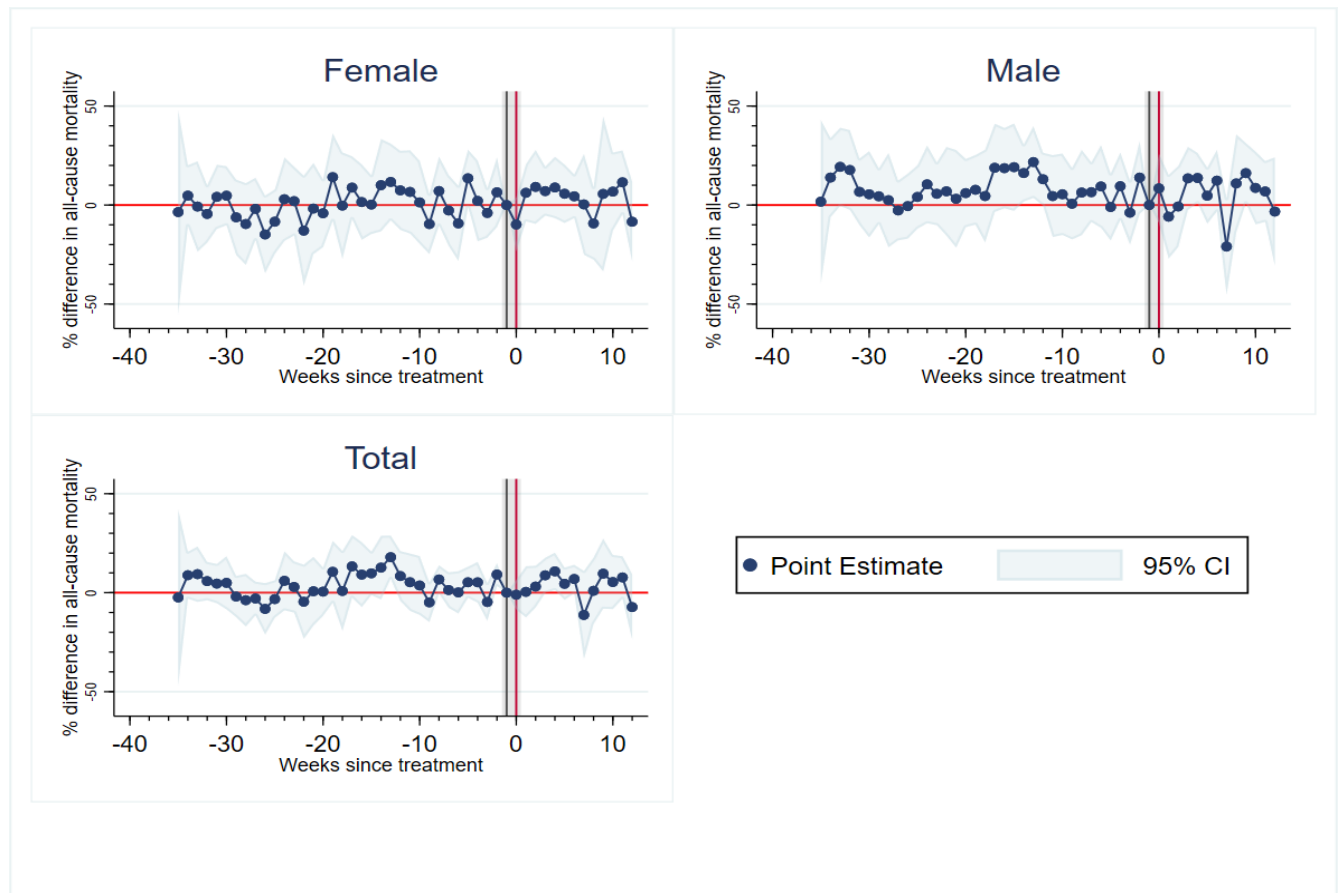 Female
% difference in all-cause mortality
50
0
-50
-40 -30 -20 -10 0 10
Weeks since treatment
Male
% difference in all-cause mortality
50
0
-50
-40 -30 -20 -10 0 10
Weeks since treatment
Total
% difference in all-cause mortality
50
0
-50
-40 -30 -20 -10 0 10
Weeks since treatment
Point Estimate 95% CI